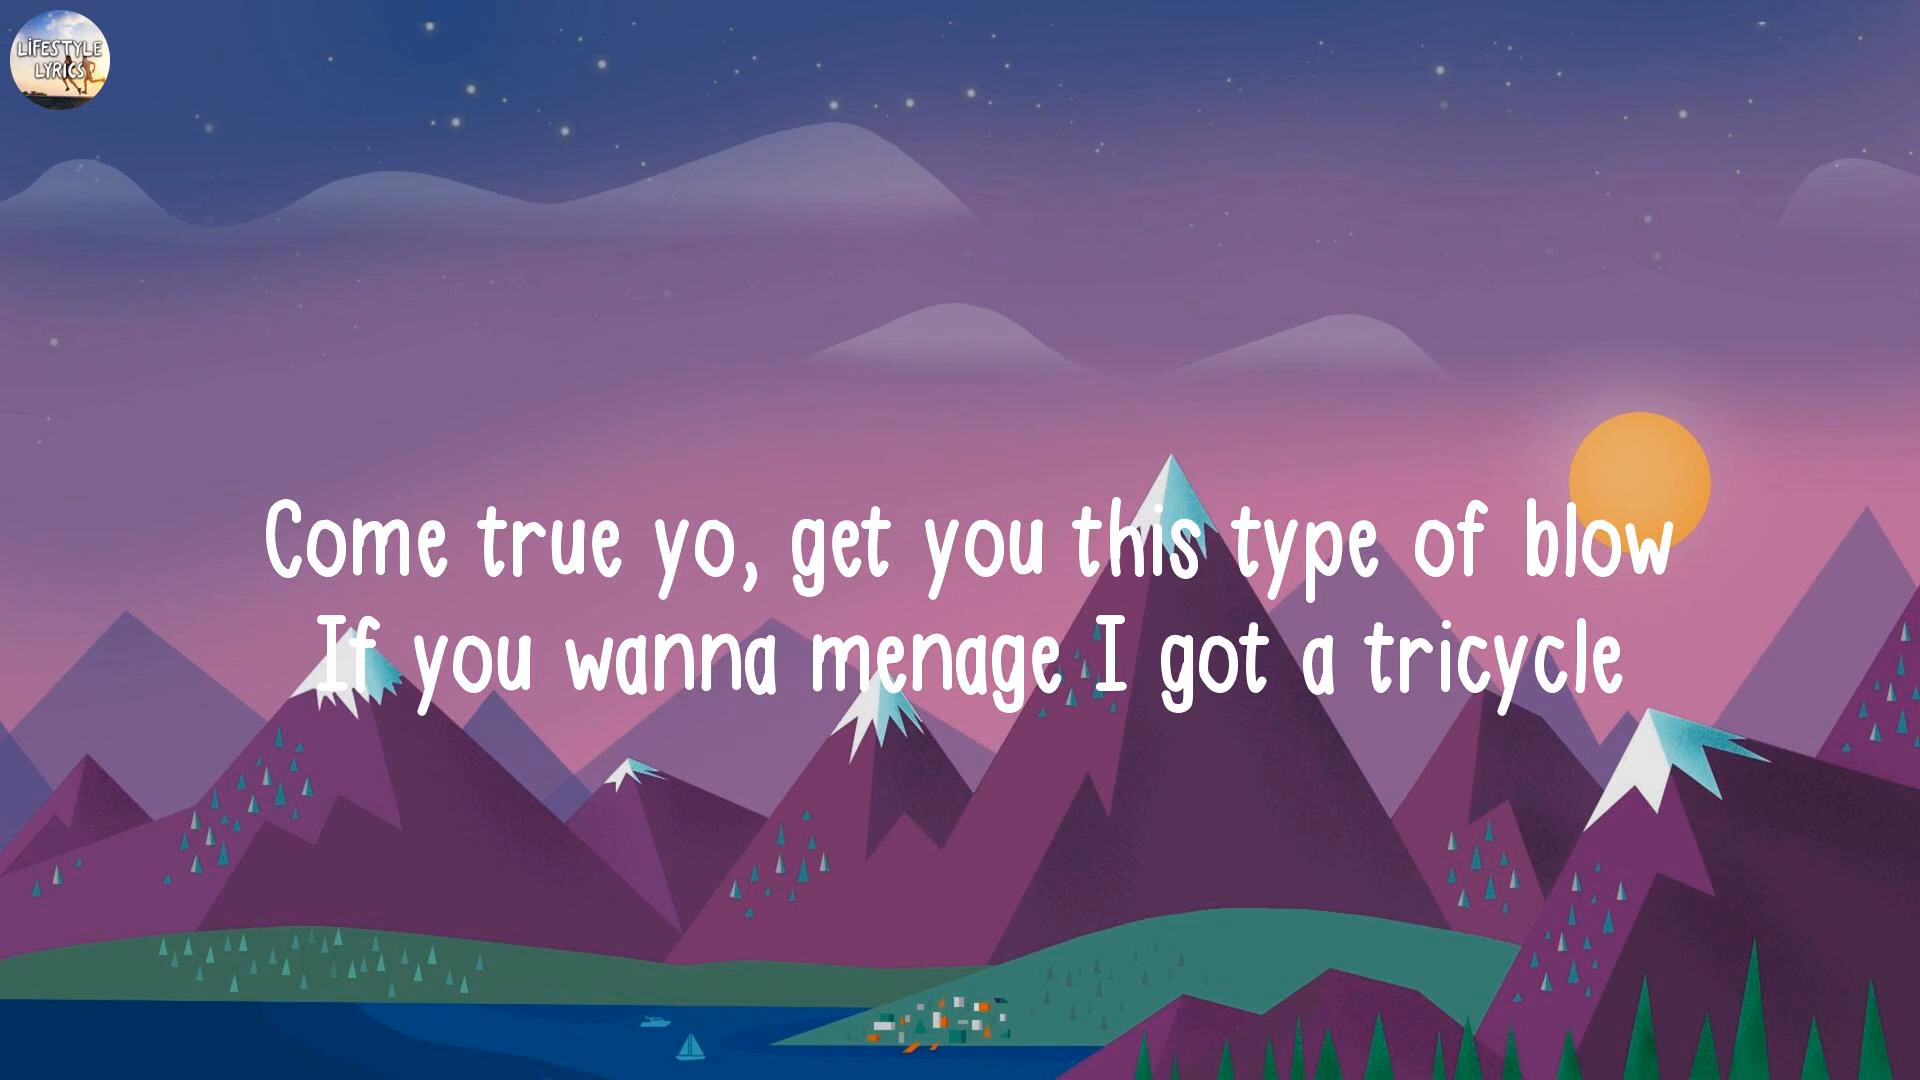 LiFESTYLE
LYRICS
Come true yo, get you this type of blow
If you wanna menage I got a tricycle